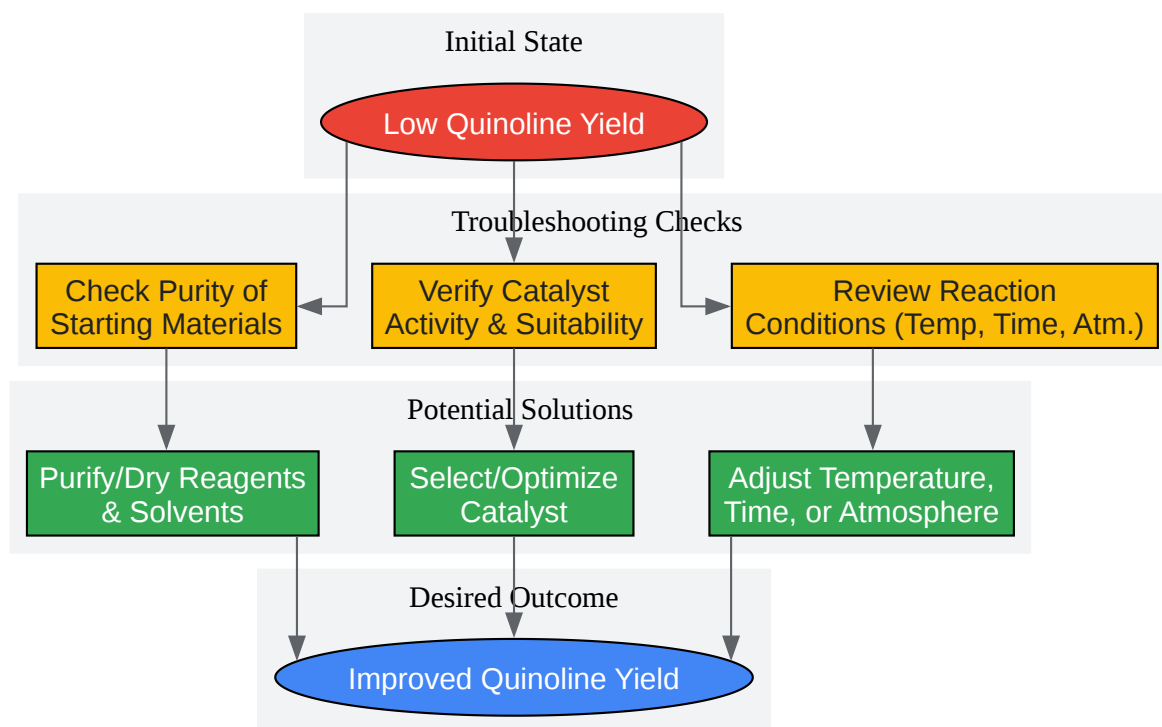 Initial State
Low Quinoline Yield
Troubleshooting Checks
Check Purity of
Starting Materials
Verify Catalyst
Activity & Suitability
Review Reaction
Conditions (Temp, Time, Atm.)
Potential Solutions
Purify/Dry Reagents
& Solvents
Select/Optimize
Catalyst
Adjust Temperature,
Time, or Atmosphere
Desired Outcome
Improved Quinoline Yield